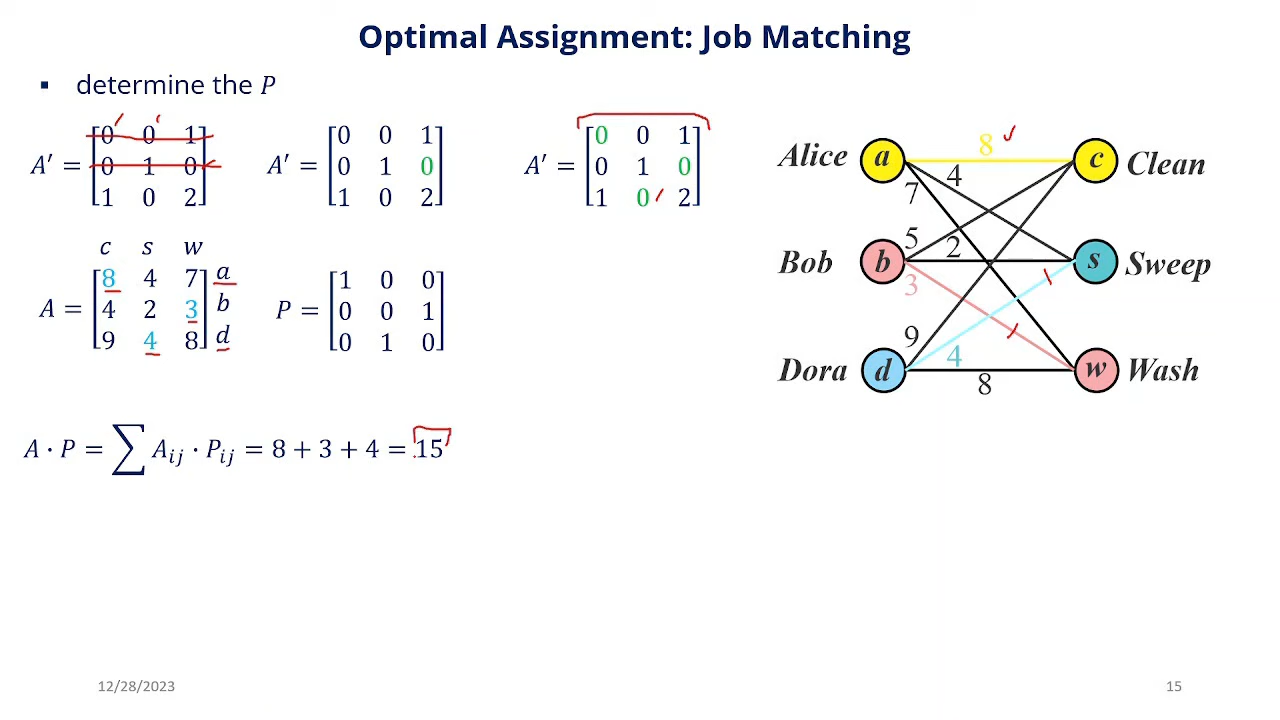 Optimal Assignment: Job Matching
▪ determine the P
A′ = [0 0 1
0 1 0
1 0 2]
A′ = [0 0 1
0 1 0
1 0 2]
A′ = [0 0 1
0 1 0
1 0 2]
c s w
A = [8 4 7] a
[4 2 3] b
[9 4 8] d
P = [1 0 0
0 0 1
0 1 0]
A · P = ∑ A_ij · P_ij = 8 + 3 + 4 = 15
Alice a 8 c Clean
4
7
Bob b 5 2 s Sweep
3
9
Dora d 4 w Wash
8
12/28/2023
15